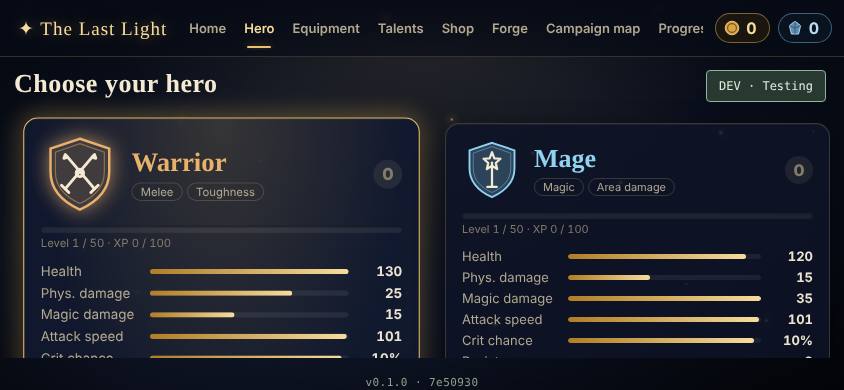 ✦ The Last Light Home Hero Equipment Talents Shop Forge Campaign map 0 0
Choose your hero
DEV · Testing
Warrior
Melee Toughness
0
Level 1 / 50 · XP 0 / 100
Health 130
Phys. damage 25
Magic damage 15
Attack speed 101
Crit chance 10%
Mage
Magic Area damage
0
Level 1 / 50 · XP 0 / 100
Health 120
Phys. damage 15
Magic damage 35
Attack speed 101
Crit chance 10%
v0.1.0 · 7e50930